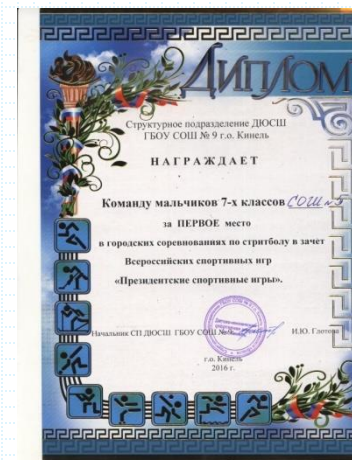 ДИПЛОМ
Структурное подразделение ДЮСШ
ГБОУ СОШ № 9 г.о. Кинель
НАГРАЖДАЕТ
Команду мальчиков 7-х классов СОШ №5
за ПЕРВОЕ место
в городских соревнованиях по стритболу в зачет
Всероссийских спортивных игр
«Президентские спортивные игры».
Начальник СП ДЮСШ ГБОУ СОШ №9 И.Ю.
г.о. Кинель
2016 г.